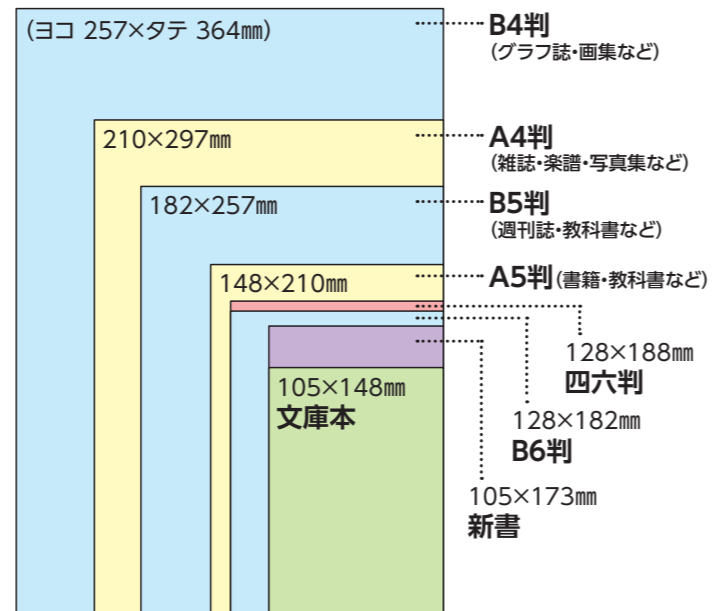 (ヨコ 257×タテ 364㎜)
B4判
(グラフ誌・画集など)
210×297㎜
A4判
(雑誌・楽譜・写真集など)
182×257㎜
B5判
(週刊誌・教科書など)
148×210㎜
A5判(書籍・教科書など)
128×188㎜
四六判
105×148㎜
文庫本
128×182㎜
B6判
105×173㎜
新書